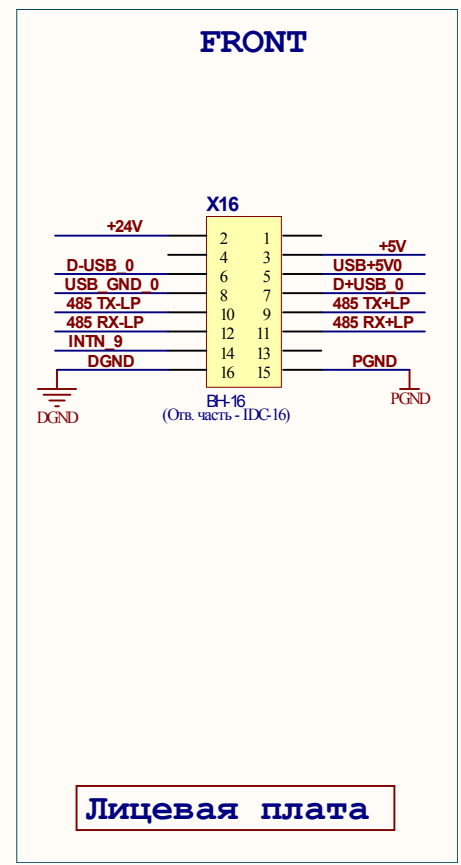 FRONT
X16
+24V 2 1
4 3 +5V
D-USB_0 6 5 USB+5V0
USB_GND_0 8 7 D+USB_0
485 TX-LP 10 9 485 TX+LP
485 RX-LP 12 11 485 RX+LP
INTN_9 14 13
DGND 16 15 PGND
DGND PGND
BH-16
(Отв. часть - IDC-16)
Лицевая плата